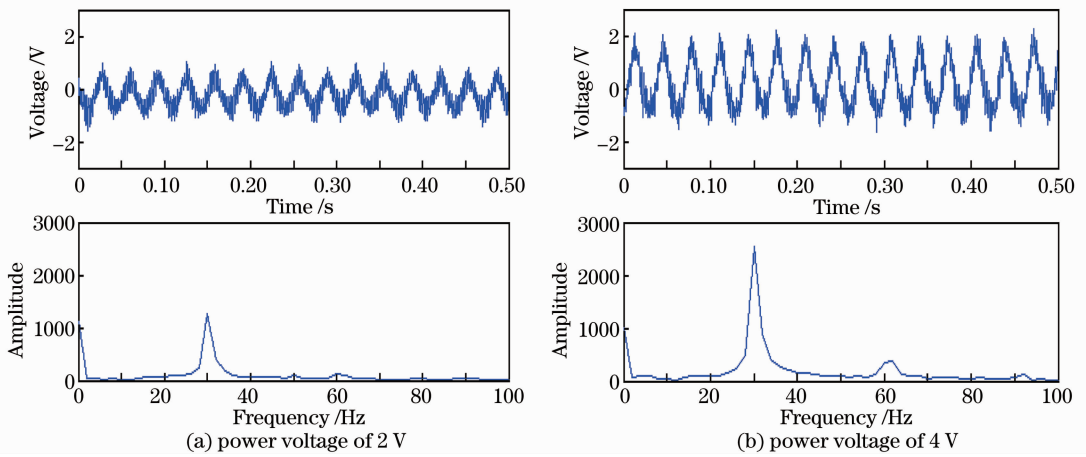 2
0
−2
Voltage /V
0 0.10 0.20 0.30 0.40 0.50
Time /s
3000
2000
1000
0
Amplitude
0 20 40 60 80 100
Frequency /Hz
(a) power voltage of 2 V
2
0
−2
Voltage /V
0 0.10 0.20 0.30 0.40 0.50
Time /s
3000
2000
1000
0
Amplitude
0 20 40 60 80 100
Frequency /Hz
(b) power voltage of 4 V